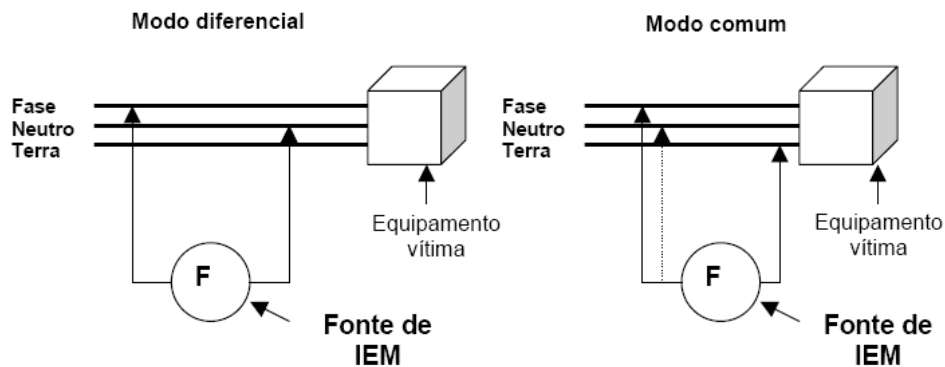 Modo diferencial
Fase
Neutro
Terra
Equipamento
vítima
F
Fonte de
IEM
Modo comum
Fase
Neutro
Terra
Equipamento
vítima
F
Fonte de
IEM